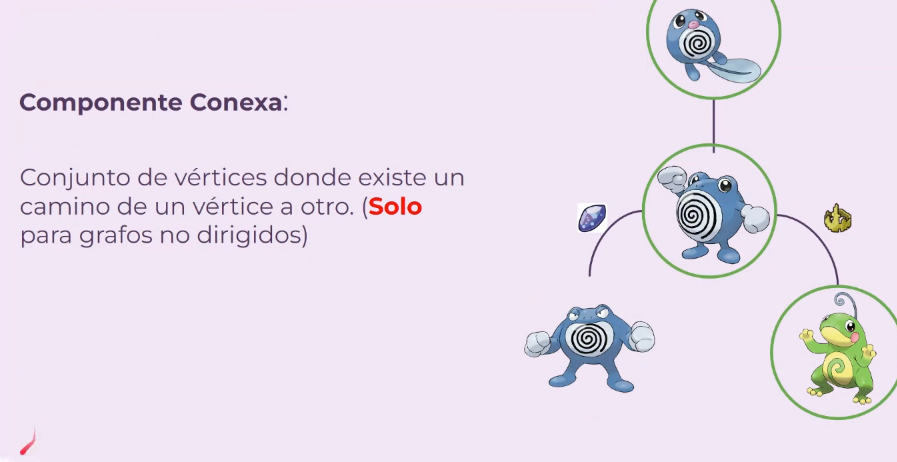 Componente Conexa:
Conjunto de vértices donde existe un
camino de un vértice a otro. (Solo
para grafos no dirigidos)